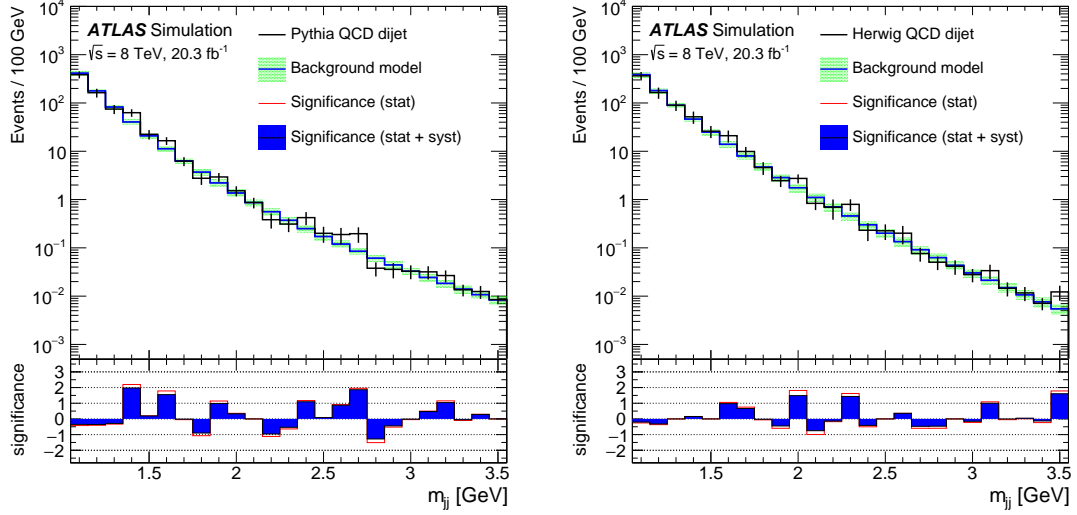 Events / 100 GeV
10⁴
10³
10²
10
1
10⁻¹
10⁻²
10⁻³
ATLAS Simulation
√s = 8 TeV, 20.3 fb⁻¹
Pythia QCD dijet
Background model
Significance (stat)
Significance (stat + syst)
significance
3
2
1
0
−1
−2
1.5 2 2.5 3 3.5
m_jj [GeV]
Events / 100 GeV
10⁴
10³
10²
10
1
10⁻¹
10⁻²
10⁻³
ATLAS Simulation
√s = 8 TeV, 20.3 fb⁻¹
Herwig QCD dijet
Background model
Significance (stat)
Significance (stat + syst)
significance
3
2
1
0
−1
−2
1.5 2 2.5 3 3.5
m_jj [GeV]